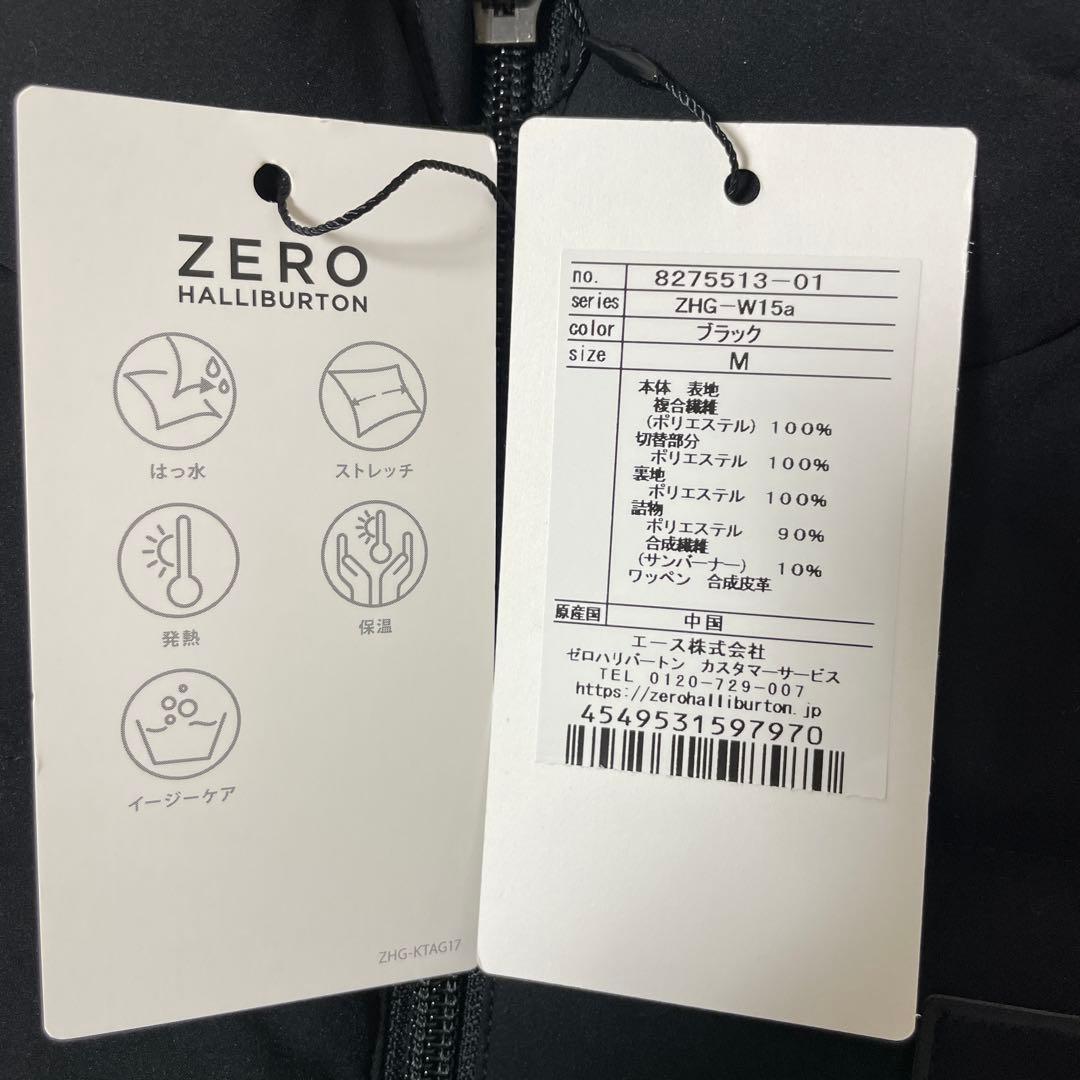 ZERO
HALLIBURTON
はっ水
ストレッチ
発熱
保温
イージーケア
ZHG-KTAG17
no. 8275513-01
series ZHG-W15a
color ブラック
size M
本体 表地
複合繊維
(ポリエステル) 100%
切替部分
ポリエステル 100%
裏地
ポリエステル 100%
詰物
ポリエステル 90%
合成繊維
(サンバーナー) 10%
ワッペン 合成皮革
原産国 中国
エース株式会社
ゼロハリバートン カスタマーサービス
TEL 0120-729-007
https://zerohalliburton.jp
4549531597970